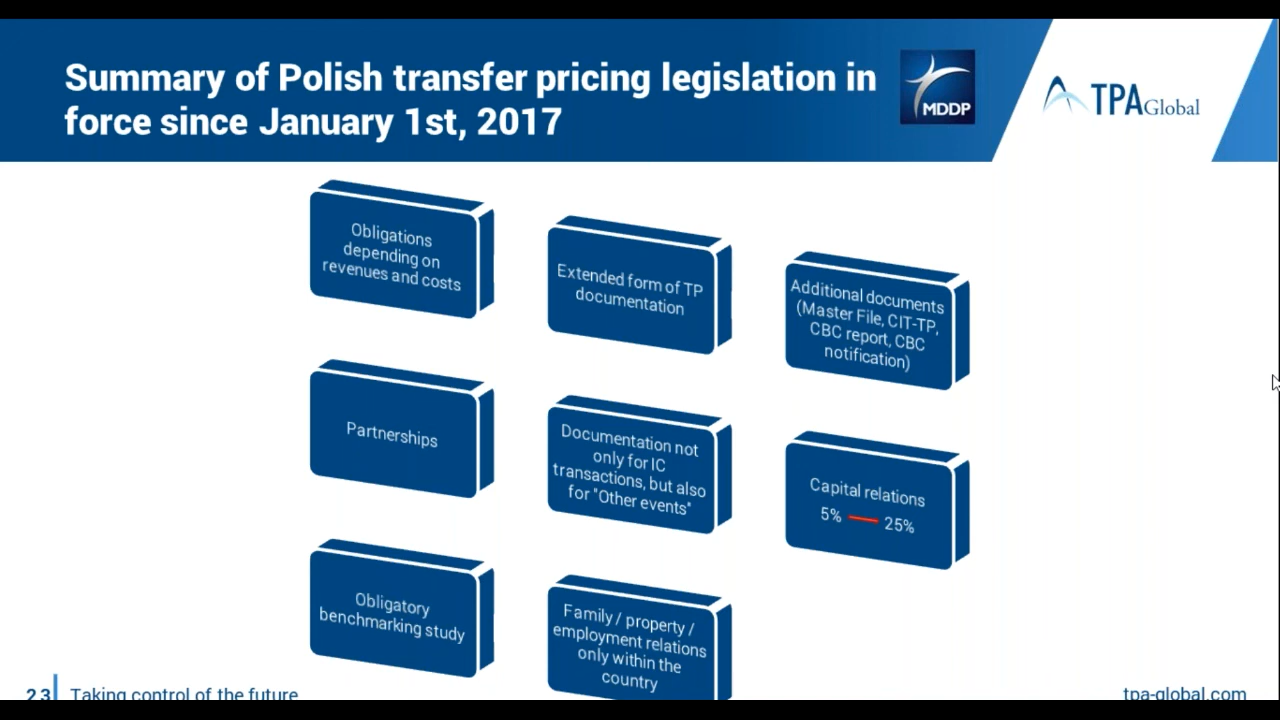 Summary of Polish transfer pricing legislation in
force since January 1st, 2017
MDDP
TPAGlobal
Obligations
depending on
revenues and costs
Extended form of TP
documentation
Additional documents
(Master File, CIT-TP,
CBC report, CBC
notification)
Partnerships
Documentation not
only for IC
transactions, but also
for "Other events"
Capital relations
5% — 25%
Obligatory
benchmarking study
Family / property /
employment relations
only within the
country
23
Taking control of the future
tpa-global.com